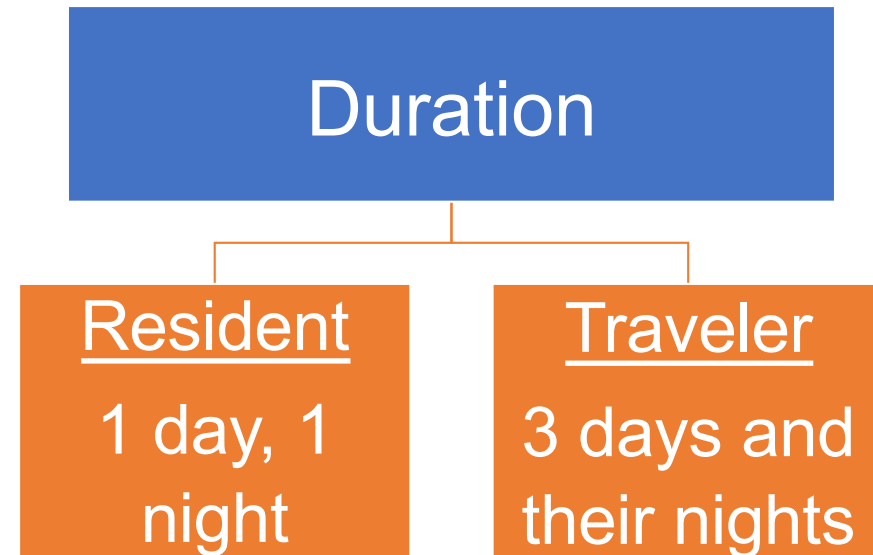 Duration
Resident
1 day, 1
night
Traveler
3 days and
their nights